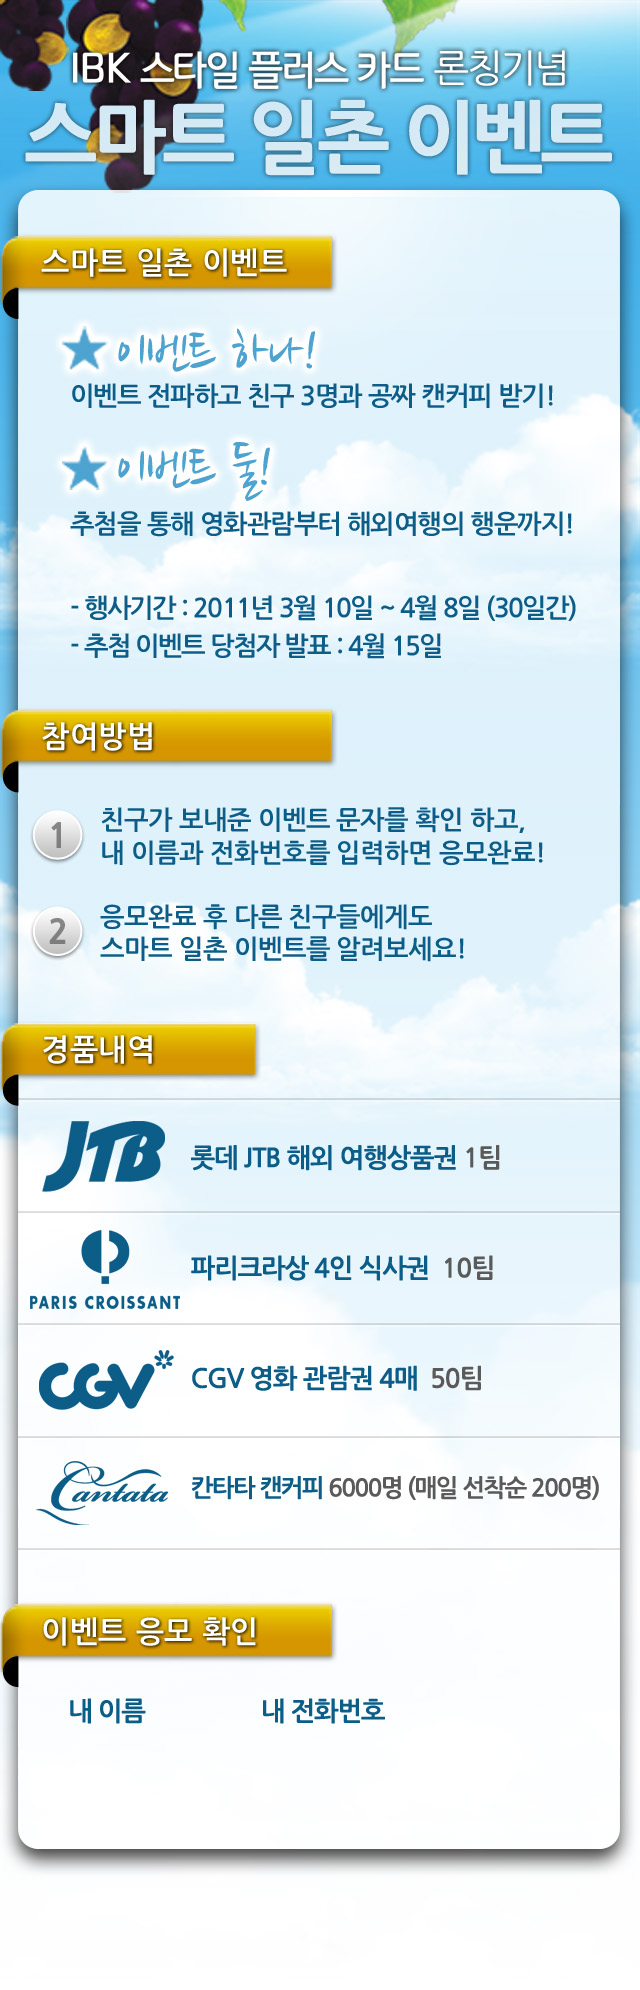 IBK 스타일 플러스 카드 론칭기념
스마트 일촌 이벤트
스마트 일촌 이벤트
이벤트 하나!
이벤트 전파하고 친구 3명과 공짜 캔커피 받기!
이벤트 둘!
추첨을 통해 영화관람부터 해외여행의 행운까지!
- 행사기간 : 2011년 3월 10일 ~ 4월 8일 (30일간)
- 추첨 이벤트 당첨자 발표 : 4월 15일
참여방법
1 친구가 보내준 이벤트 문자를 확인 하고,
내 이름과 전화번호를 입력하면 응모완료!
2 응모완료 후 다른 친구들에게도
스마트 일촌 이벤트를 알려보세요!
경품내역
JTB 롯데 JTB 해외 여행상품권 1팀
파리크라상 4인 식사권 10팀
PARIS CROISSANT
CGV CGV 영화 관람권 4매 50팀
Cantata 칸타타 캔커피 6000명 (매일 선착순 200명)
이벤트 응모 확인
내 이름 내 전화번호